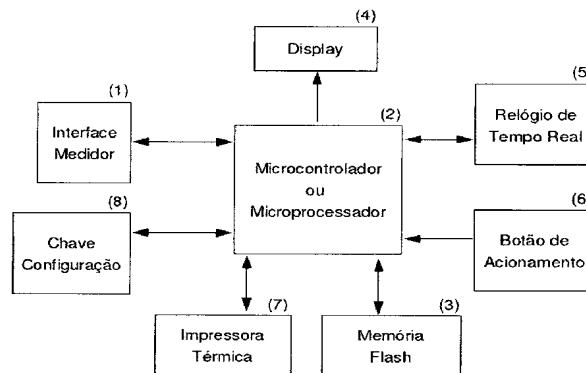 (4)
Display
(1)
Interface
Medidor
(2)
Microcontrolador
ou
Microprocessador
(5)
Relógio de
Tempo Real
(8)
Chave
Configuração
(6)
Botão de
Acionamento
(7)
Impressora
Térmica
(3)
Memória
Flash